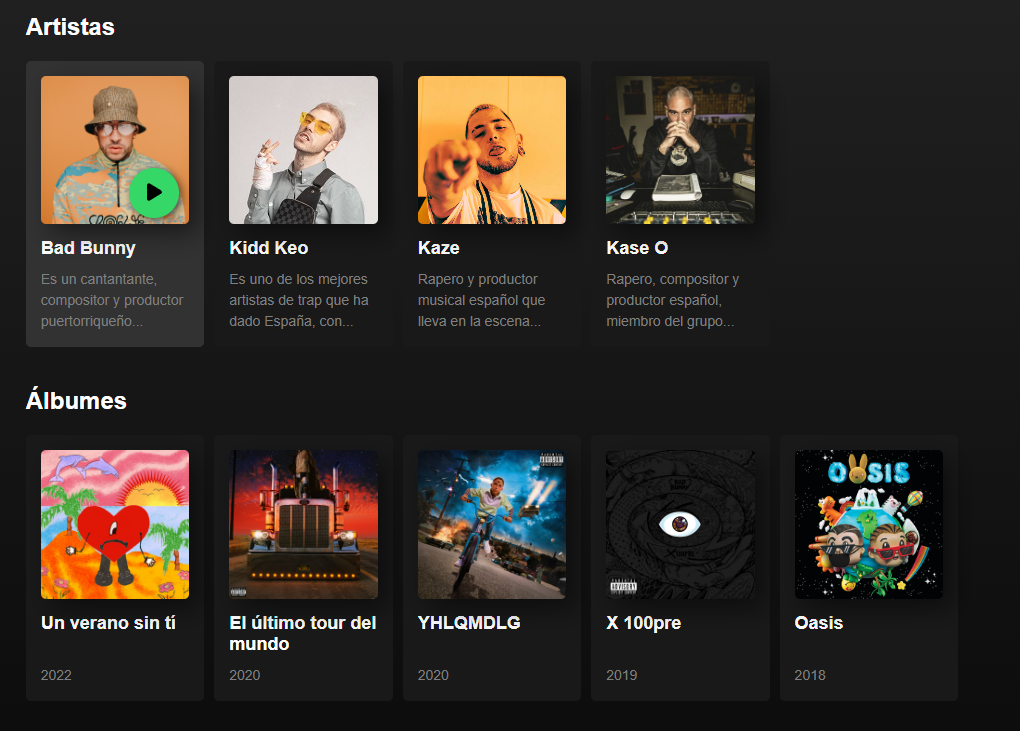 Artistas
Bad Bunny
Es un cantantante,
compositor y productor
puertorriqueño...
Kidd Keo
Es uno de los mejores
artistas de trap que ha
dado España, con...
Kaze
Rapero y productor
musical español que
lleva en la escena...
Kase O
Rapero, compositor y
productor español,
miembro del grupo...
Álbumes
Un verano sin tí
2022
El último tour del
mundo
2020
YHLQMDLG
2020
ADVISORY
X 100pre
2019
OASIS
Oasis
2018